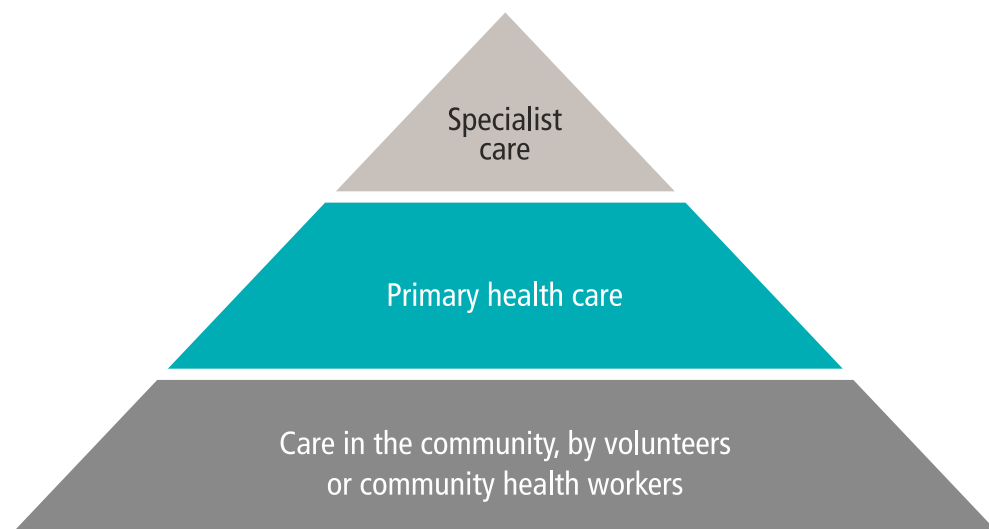 Specialist
care
Primary health care
Care in the community, by volunteers
or community health workers